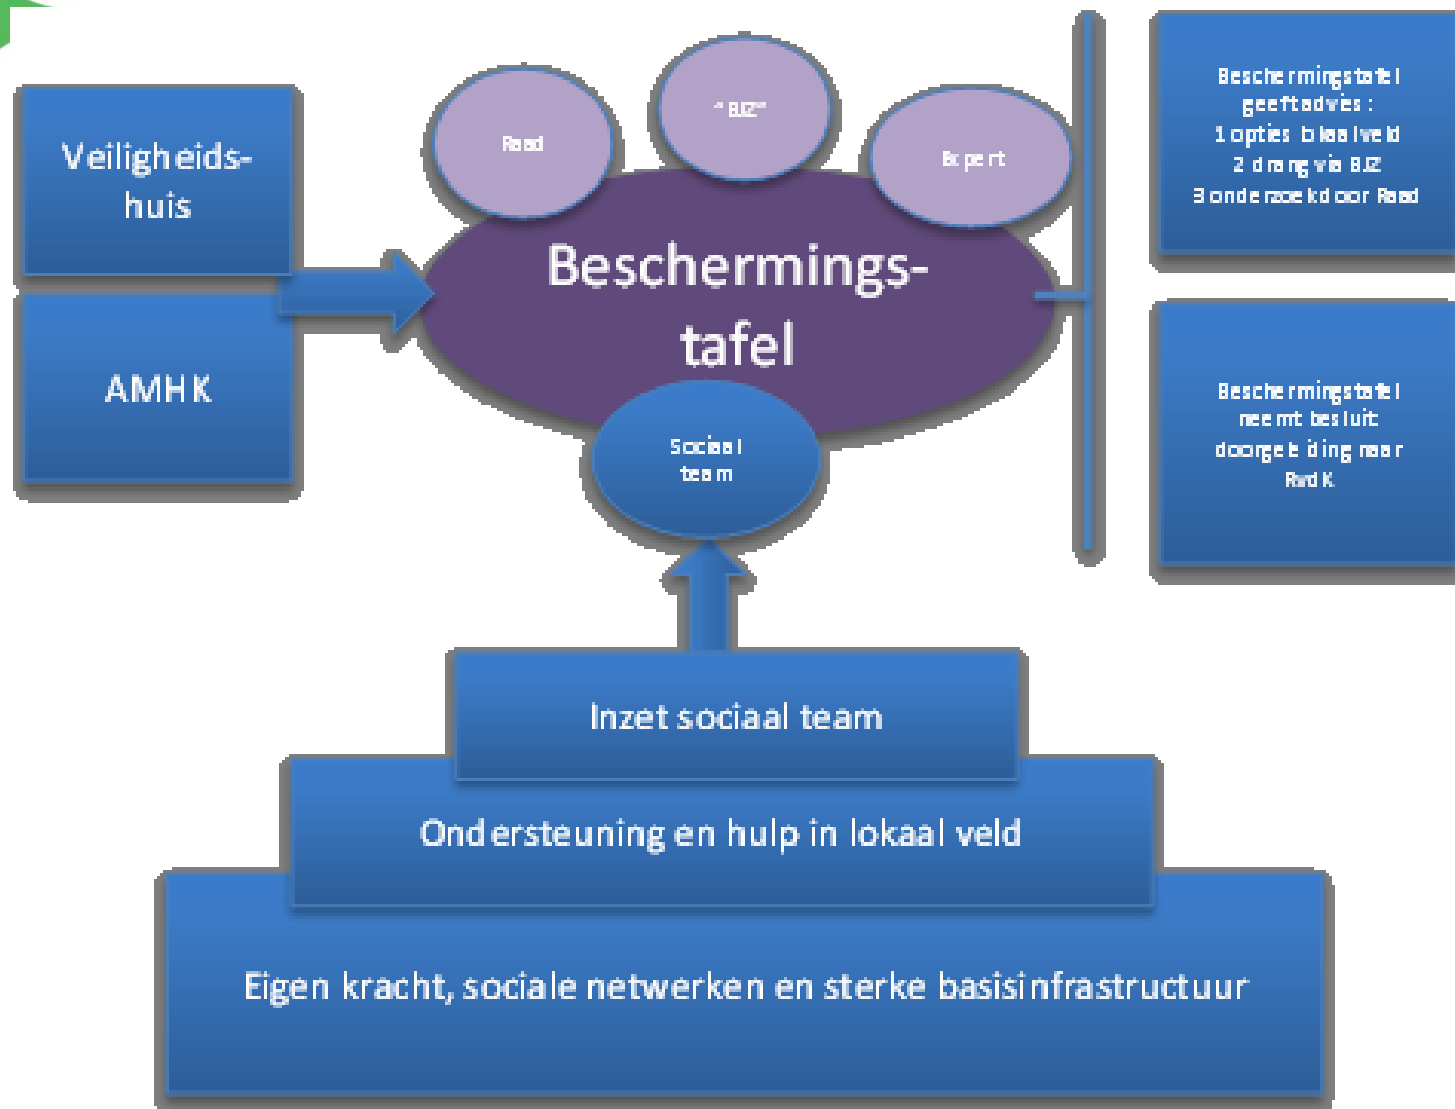 Veiligheids-
huis
AMHK
Raad
"BJZ"
Expert
Beschermings-
tafel
Sociaal
team
Beschermingstafel
geeft advies :
1 opties lokaal veld
2 drang via BJZ
3 onderzoek door Raad
Beschermingstafel
neemt besluit
doorgeleiding naar
RvdK
Inzet sociaal team
Ondersteuning en hulp in lokaal veld
Eigen kracht, sociale netwerken en sterke basisinfrastructuur